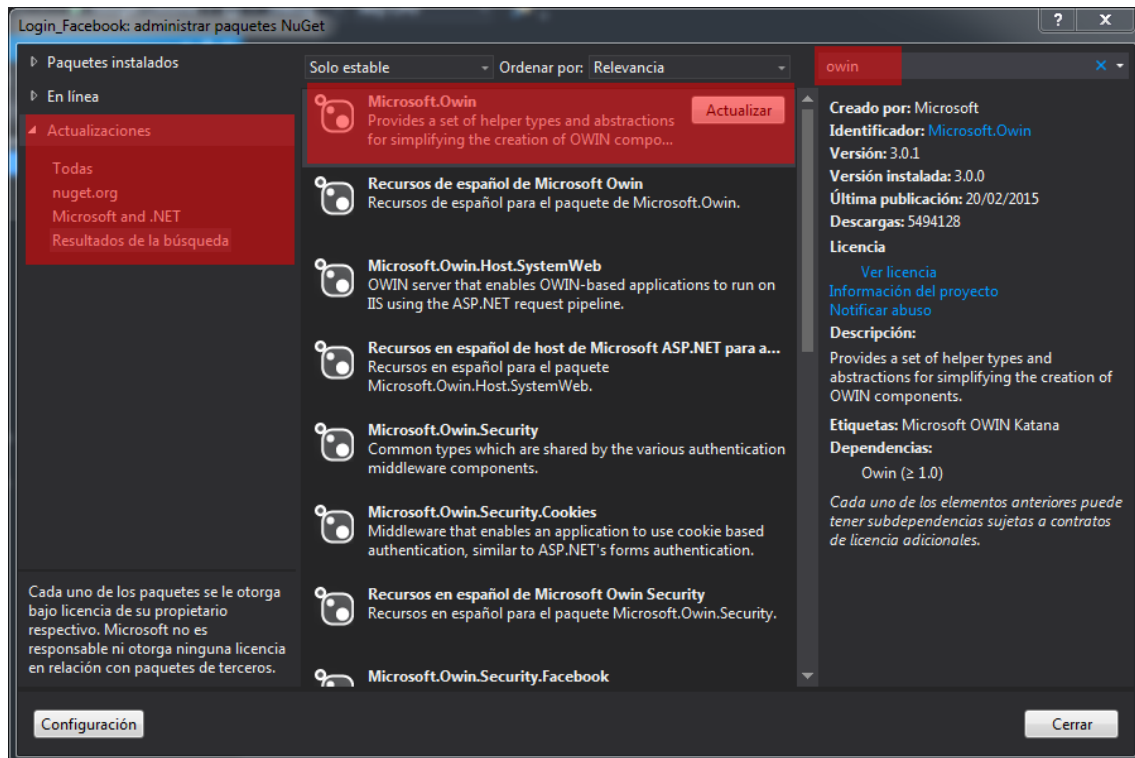 Login_Facebook: administrar paquetes NuGet
? X
Paquetes instalados
En línea
Actualizaciones
Todas
nuget.org
Microsoft and .NET
Resultados de la búsqueda
Cada uno de los paquetes se le otorga
bajo licencia de su propietario
respectivo. Microsoft no es
responsable ni otorga ninguna licencia
en relación con paquetes de terceros.
Solo estable
Ordenar por: Relevancia
Microsoft.Owin
Provides a set of helper types and abstractions
for simplifying the creation of OWIN compo...
Actualizar
Recursos de español de Microsoft Owin
Recursos de español para el paquete de Microsoft.Owin.
Microsoft.Owin.Host.SystemWeb
OWIN server that enables OWIN-based applications to run on
IIS using the ASP.NET request pipeline.
Recursos en español de host de Microsoft ASP.NET para a...
Recursos en español para el paquete
Microsoft.Owin.Host.SystemWeb.
Microsoft.Owin.Security
Common types which are shared by the various authentication
middleware components.
Microsoft.Owin.Security.Cookies
Middleware that enables an application to use cookie based
authentication, similar to ASP.NET's forms authentication.
Recursos en español de Microsoft Owin Security
Recursos en español para el paquete Microsoft.Owin.Security.
Microsoft.Owin.Security.Facebook
owin
Creado por: Microsoft
Identificador: Microsoft.Owin
Versión: 3.0.1
Versión instalada: 3.0.0
Última publicación: 20/02/2015
Descargas: 5494128
Licencia
Ver licencia
Información del proyecto
Notificar abuso
Descripción:
Provides a set of helper types and
abstractions for simplifying the creation of
OWIN components.
Etiquetas: Microsoft OWIN Katana
Dependencias:
Owin (≥ 1.0)
Cada uno de los elementos anteriores puede
tener subdependencias sujetas a contratos
de licencia adicionales.
Configuración
Cerrar